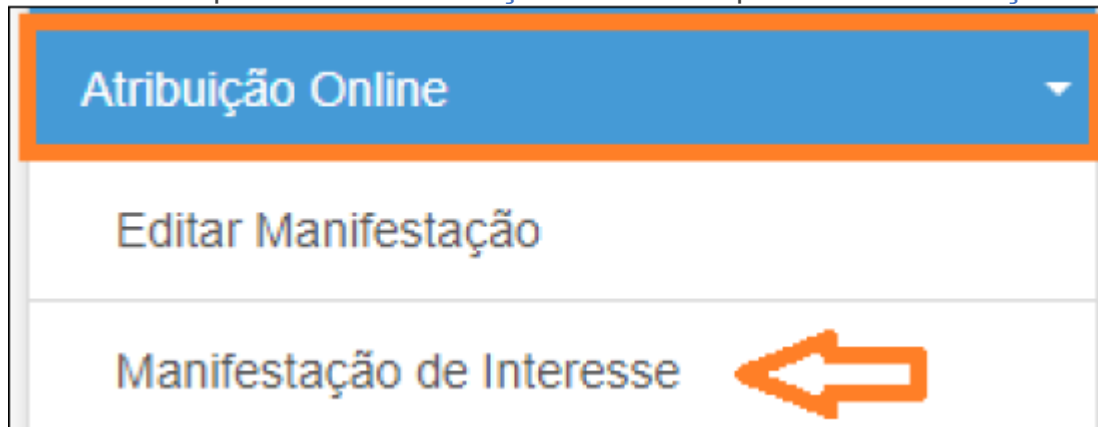 Atribuição Online
Editar Manifestação
Manifestação de Interesse